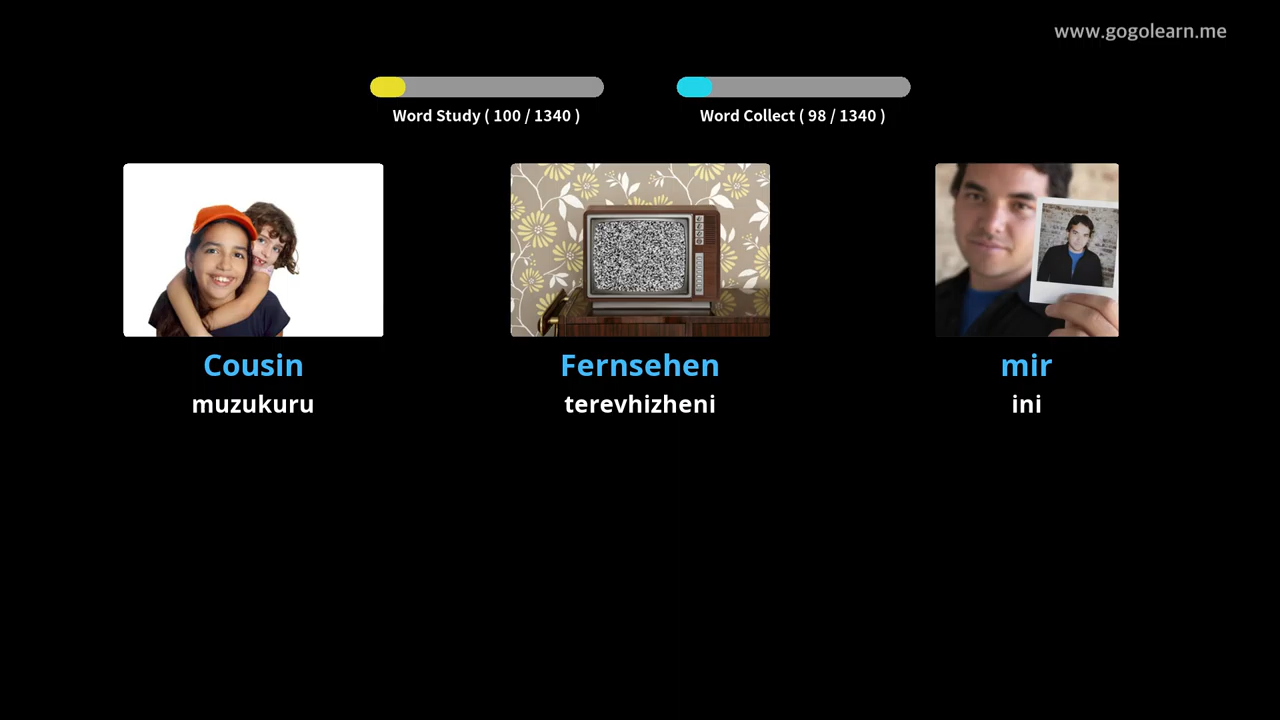 www.gogolearn.me
Word Study ( 100 / 1340 )
Word Collect ( 98 / 1340 )
Cousin
muzukuru
Fernsehen
terevhizheni
mir
ini